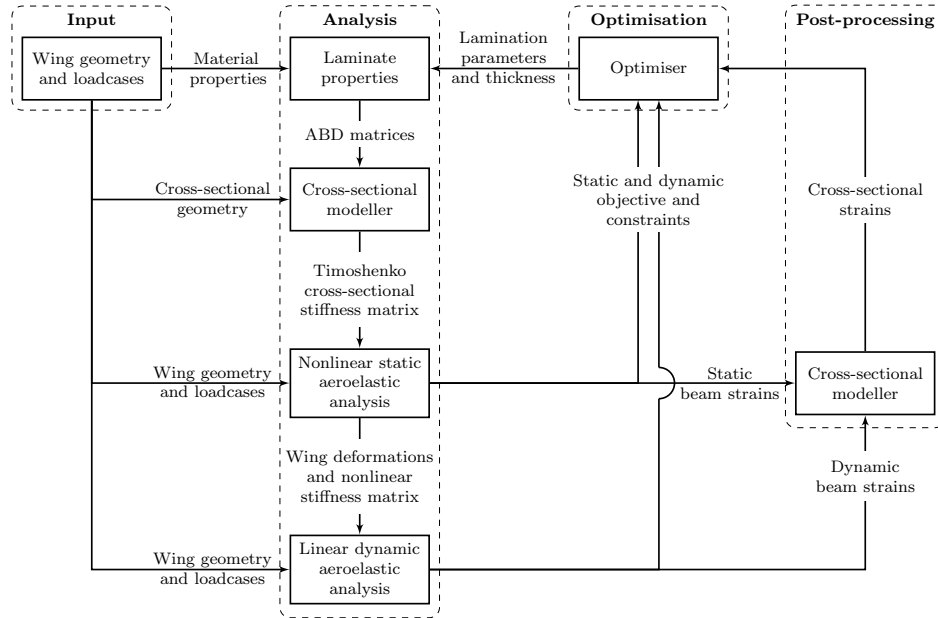 Input
Analysis
Optimisation
Post-processing
Wing geometry
and loadcases
Material
properties
Laminate
properties
Lamination
parameters
and thickness
Optimiser
ABD matrices
Cross-sectional
geometry
Cross-sectional
modeller
Static and dynamic
objective and
constraints
Cross-sectional
strains
Timoshenko
cross-sectional
stiffness matrix
Wing geometry
and loadcases
Nonlinear static
aeroelastic
analysis
Static
beam strains
Cross-sectional
modeller
Wing deformations
and nonlinear
stiffness matrix
Dynamic
beam strains
Wing geometry
and loadcases
Linear dynamic
aeroelastic
analysis